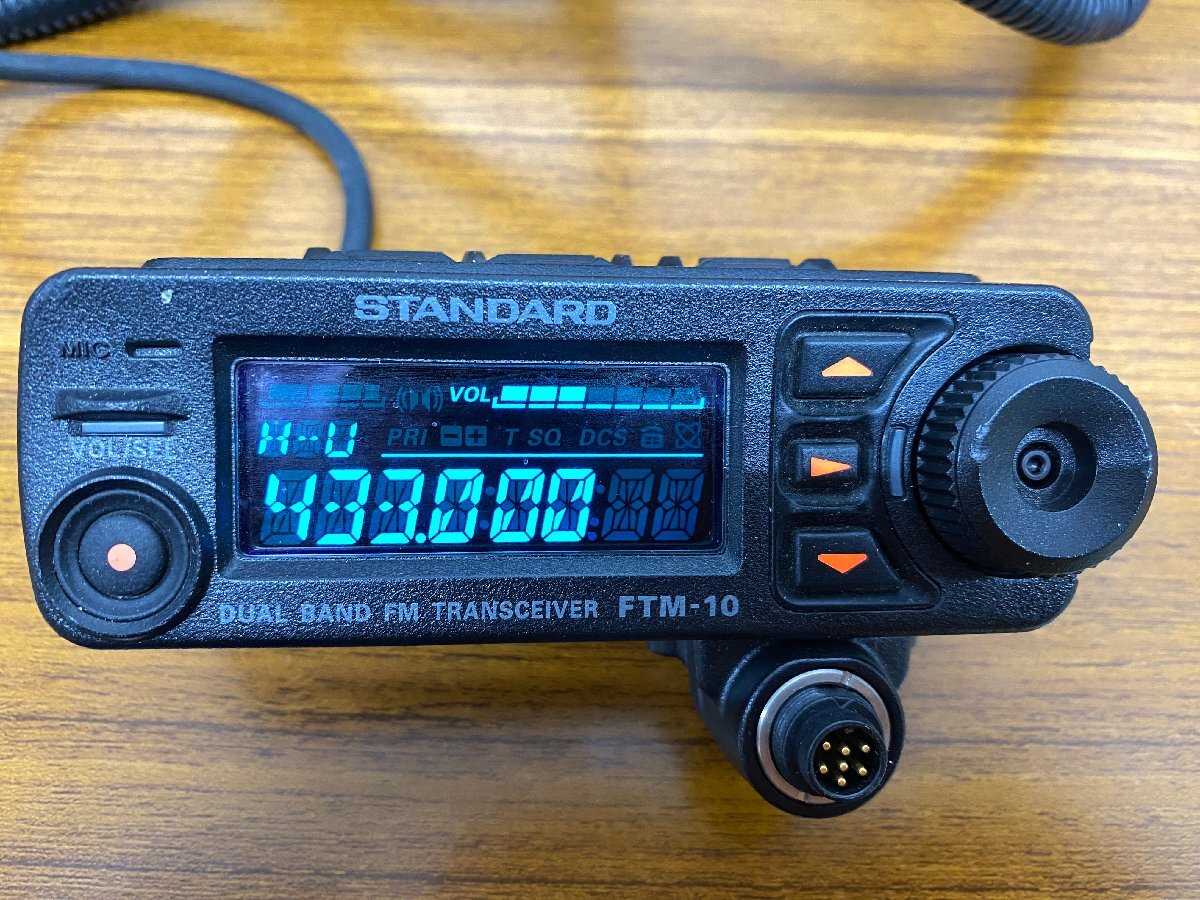 STANDARD
MIC
VOL
VOL/SEL
H-U
PRI T SQ DCS
433.000
DUAL BAND FM TRANSCEIVER FTM-10